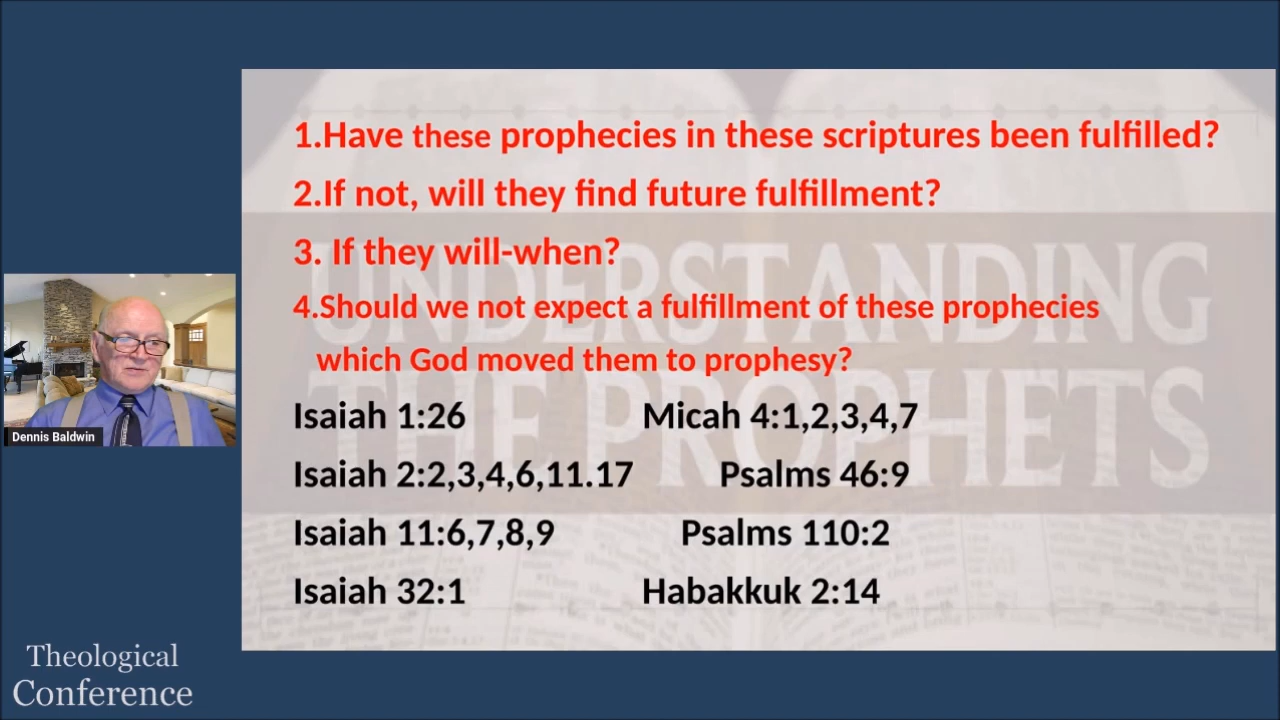 1.Have these prophecies in these scriptures been fulfilled?
2.If not, will they find future fulfillment?
3. If they will-when?
4.Should we not expect a fulfillment of these prophecies
which God moved them to prophesy?
Isaiah 1:26 Micah 4:1,2,3,4,7
Isaiah 2:2,3,4,6,11.17 Psalms 46:9
Isaiah 11:6,7,8,9 Psalms 110:2
Isaiah 32:1 Habakkuk 2:14
UNDERSTANDING
THE PROPHETS
Dennis Baldwin
Theological
Conference